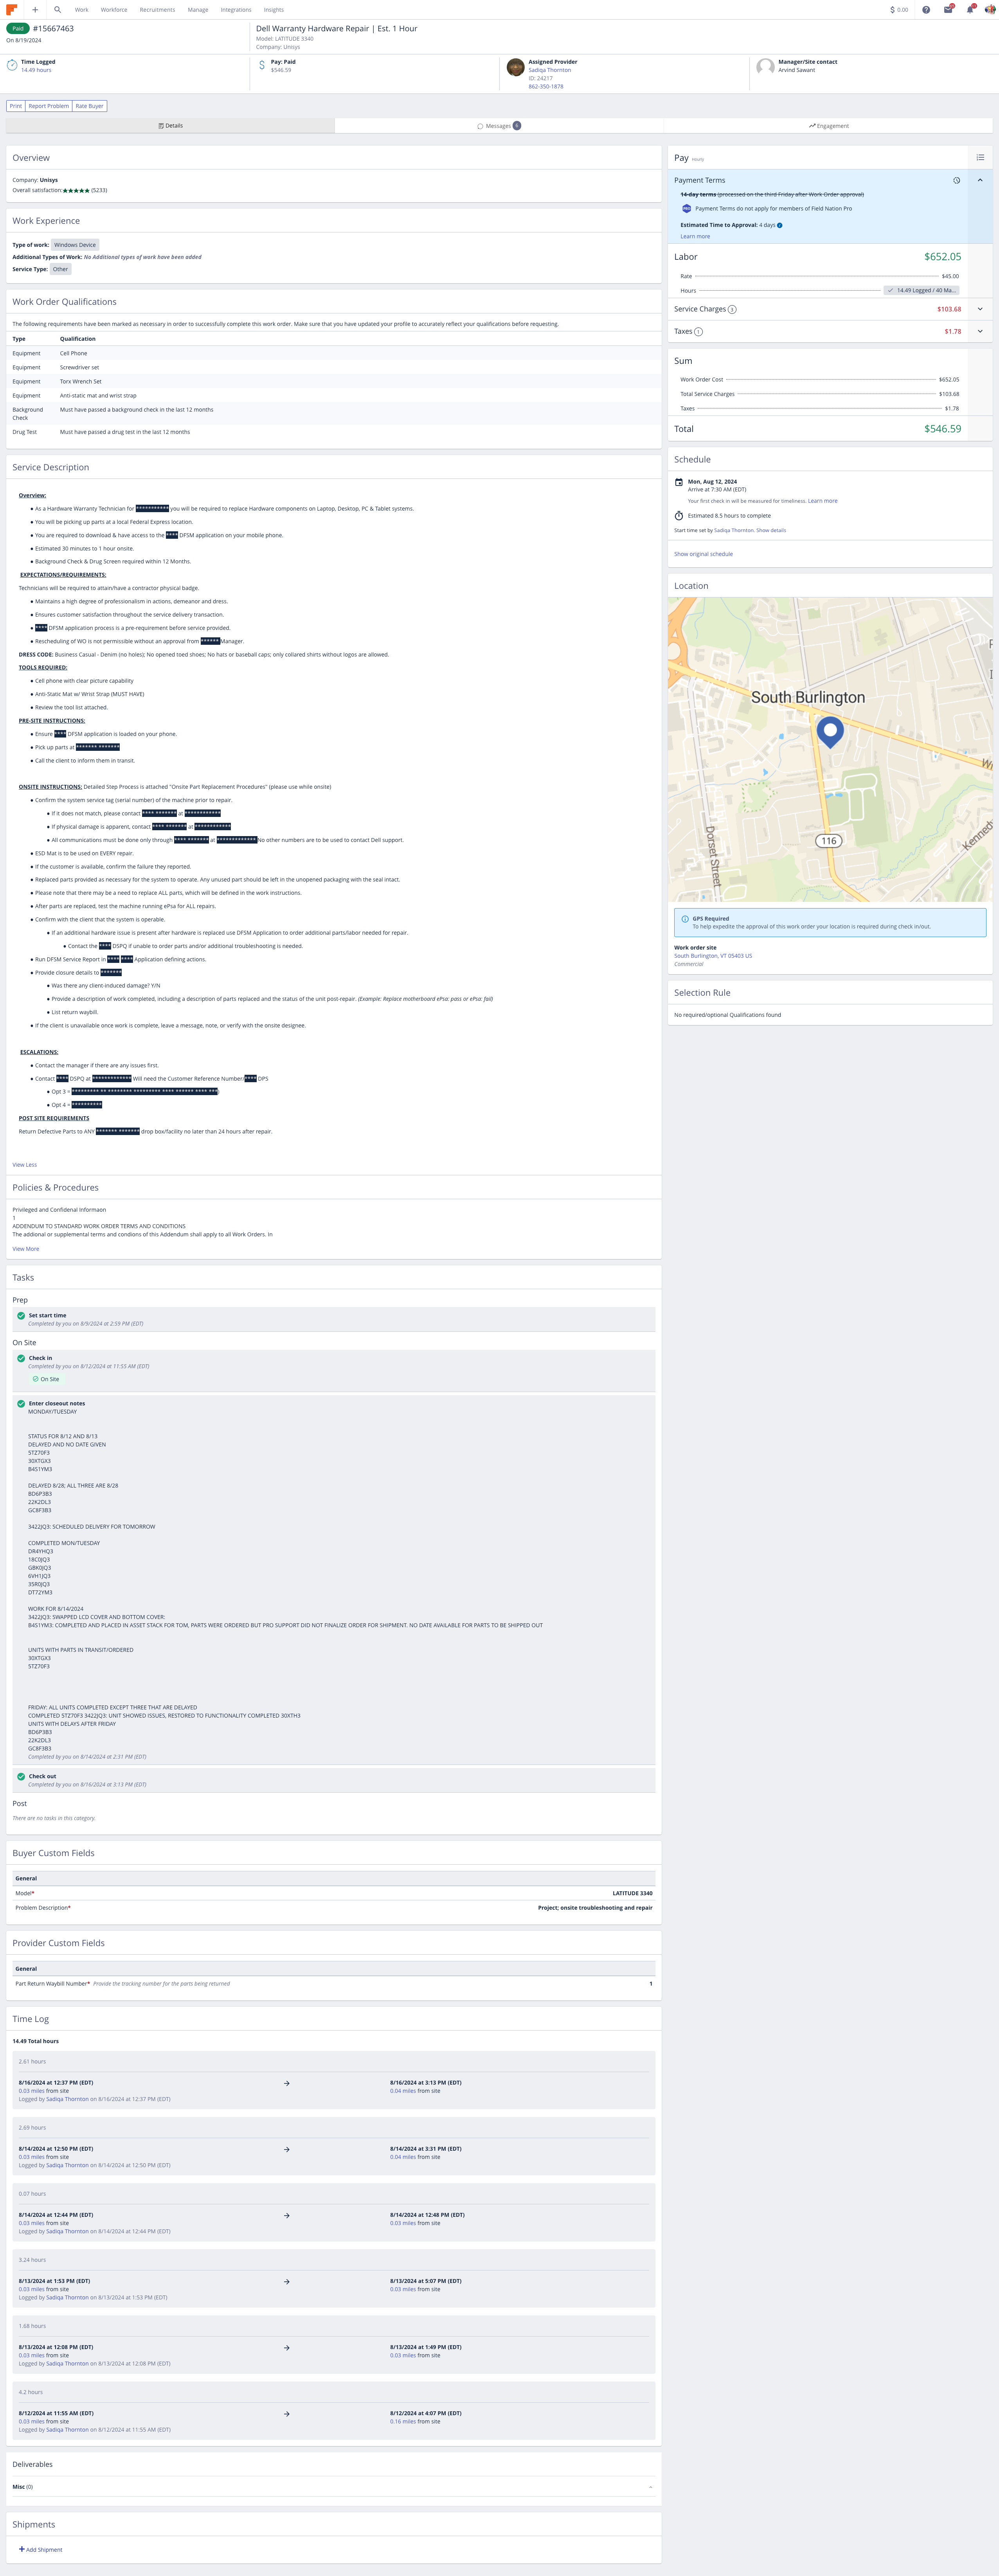 Work Workforce Recruitments Manage Integrations Insights $ 0.00
Paid #15667463
On 8/19/2024
Dell Warranty Hardware Repair | Est. 1 Hour
Model: LATITUDE 3340
Company: Unisys
Time Logged
14.49 hours
Pay: Paid
$546.59
Assigned Provider
Sadiqa Thornton
ID: 24217
862-350-1878
Manager/Site contact
Arvind Sawant
Print Report Problem Rate Buyer
Details Messages Engagement
Overview
Company: Unisys
Overall satisfaction: (5233)
Work Experience
Type of work: Windows Device
Additional Types of Work: No Additional types of work have been added
Service Type: Other
Work Order Qualifications
The following requirements have been marked as necessary in order to successfully complete this work order. Make sure that you have updated your profile to accurately reflect your qualifications before requesting.
Type Qualification
Equipment Cell Phone
Equipment Screwdriver set
Equipment Torx Wrench Set
Equipment Anti-static mat and wrist strap
Background Check Must have passed a background check in the last 12 months
Drug Test Must have passed a drug test in the last 12 months
Service Description
Overview:
• As a Hardware Warranty Technician for *********** you will be required to replace Hardware components on Laptop, Desktop, PC & Tablet systems.
• You will be picking up parts at a local Federal Express location.
• You are required to download & have access to the **** DFSM application on your mobile phone.
• Estimated 30 minutes to 1 hour onsite.
• Background Check & Drug Screen required within 12 Months.
EXPECTATIONS/REQUIREMENTS:
Technicians will be required to attain/have a contractor physical badge.
• Maintains a high degree of professionalism in actions, demeanor and dress.
• Ensures customer satisfaction throughout the service delivery transaction.
• **** DFSM application process is a pre-requirement before service provided.
• Rescheduling of WO is not permissible without an approval from ****** Manager.
DRESS CODE: Business Casual - Denim (no holes); No opened toed shoes; No hats or baseball caps; only collared shirts without logos are allowed.
TOOLS REQUIRED:
• Cell phone with clear picture capability
• Anti-Static Mat w/ Wrist Strap (MUST HAVE)
• Review the tool list attached.
PRE-SITE INSTRUCTIONS:
• Ensure **** DFSM application is loaded on your phone.
• Pick up parts at ******* *******
• Call the client to inform them in transit.
ONSITE INSTRUCTIONS: Detailed Step Process is attached "Onsite Part Replacement Procedures" (please use while onsite)
• Confirm the system service tag (serial number) of the machine prior to repair.
• If it does not match, please contact **** ******* at ************
• If physical damage is apparent, contact **** ******* at ************
• All communications must be done only through **** ******* at ************* No other numbers are to be used to contact Dell support.
• ESD Mat is to be used on EVERY repair.
• If the customer is available, confirm the failure they reported.
• Replaced parts provided as necessary for the system to operate. Any unused part should be left in the unopened packaging with the seal intact.
• Please note that there may be a need to replace ALL parts, which will be defined in the work instructions.
• After parts are replaced, test the machine running ePsa for ALL repairs.
• Confirm with the client that the system is operable.
• If an additional hardware issue is present after hardware is replaced use DFSM Application to order additional parts/labor needed for repair.
• Contact the **** DSPQ if unable to order parts and/or additional troubleshooting is needed.
• Run DFSM Service Report in **** **** Application defining actions.
• Provide closure details to *******
• Was there any client-induced damage? Y/N
• Provide a description of work completed, including a description of parts replaced and the status of the unit post-repair. (Example: Replace motherboard ePsa: pass or ePsa: fail)
• List return waybill.
• If the client is unavailable once work is complete, leave a message, note, or verify with the onsite designee.
ESCALATIONS:
• Contact the manager if there are any issues first.
• Contact **** DSPQ at ************* Will need the Customer Reference Number/ **** DPS
• Opt 3 = ********* ** ******** ********* **** ****** **** ***)
• Opt 4 = **********
POST SITE REQUIREMENTS
Return Defective Parts to ANY ******* ******* drop box/facility no later than 24 hours after repair.
View Less
Policies & Procedures
Privileged and Confidenal Informaon
1
ADDENDUM TO STANDARD WORK ORDER TERMS AND CONDITIONS
The addional or supplemental terms and condions of this Addendum shall apply to all Work Orders. In
View More
Tasks
Prep
Set start time
Completed by you on 8/9/2024 at 2:59 PM (EDT)
On Site
Check in
Completed by you on 8/12/2024 at 11:55 AM (EDT)
On Site
Enter closeout notes
MONDAY/TUESDAY
STATUS FOR 8/12 AND 8/13
DELAYED AND NO DATE GIVEN
5TZ70F3
30XTGX3
B4S1YM3
DELAYED 8/28; ALL THREE ARE 8/28
BD6P3B3
22K2DL3
GC8F3B3
3422JQ3: SCHEDULED DELIVERY FOR TOMORROW
COMPLETED MON/TUESDAY
DR4YHQ3
18C0JQ3
GBK0JQ3
6VH1JQ3
35R0JQ3
DT72YM3
WORK FOR 8/14/2024
3422JQ3: SWAPPED LCD COVER AND BOTTOM COVER:
B4S1YM3: COMPLETED AND PLACED IN ASSET STACK FOR TOM, PARTS WERE ORDERED BUT PRO SUPPORT DID NOT FINALIZE ORDER FOR SHIPMENT. NO DATE AVAILABLE FOR PARTS TO BE SHIPPED OUT
UNITS WITH PARTS IN TRANSIT/ORDERED
30XTGX3
5TZ70F3
FRIDAY: ALL UNITS COMPLETED EXCEPT THREE THAT ARE DELAYED
COMPLETED 5TZ70F3 3422JQ3: UNIT SHOWED ISSUES, RESTORED TO FUNCTIONALITY COMPLETED 30XTH3
UNITS WITH DELAYS AFTER FRIDAY
BD6P3B3
22K2DL3
GC8F3B3
Completed by you on 8/14/2024 at 2:31 PM (EDT)
Check out
Completed by you on 8/16/2024 at 3:13 PM (EDT)
Post
There are no tasks in this category.
Buyer Custom Fields
General
Model* LATITUDE 3340
Problem Description* Project; onsite troubleshooting and repair
Provider Custom Fields
General
Part Return Waybill Number* Provide the tracking number for the parts being returned 1
Time Log
14.49 Total hours
2.61 hours
8/16/2024 at 12:37 PM (EDT) 8/16/2024 at 3:13 PM (EDT)
0.03 miles from site 0.04 miles from site
Logged by Sadiqa Thornton on 8/16/2024 at 12:37 PM (EDT)
2.69 hours
8/14/2024 at 12:50 PM (EDT) 8/14/2024 at 3:31 PM (EDT)
0.03 miles from site 0.04 miles from site
Logged by Sadiqa Thornton on 8/14/2024 at 12:50 PM (EDT)
0.07 hours
8/14/2024 at 12:44 PM (EDT) 8/14/2024 at 12:48 PM (EDT)
0.03 miles from site 0.03 miles from site
Logged by Sadiqa Thornton on 8/14/2024 at 12:44 PM (EDT)
3.24 hours
8/13/2024 at 1:53 PM (EDT) 8/13/2024 at 5:07 PM (EDT)
0.03 miles from site 0.03 miles from site
Logged by Sadiqa Thornton on 8/13/2024 at 1:53 PM (EDT)
1.68 hours
8/13/2024 at 12:08 PM (EDT) 8/13/2024 at 1:49 PM (EDT)
0.03 miles from site 0.03 miles from site
Logged by Sadiqa Thornton on 8/13/2024 at 12:08 PM (EDT)
4.2 hours
8/12/2024 at 11:55 AM (EDT) 8/12/2024 at 4:07 PM (EDT)
0.03 miles from site 0.16 miles from site
Logged by Sadiqa Thornton on 8/12/2024 at 11:55 AM (EDT)
Deliverables
Misc (0) –
Shipments
+ Add Shipment
Pay Hourly
Payment Terms
14-day terms (processed on the third Friday after Work Order approval)
Payment Terms do not apply for members of Field Nation Pro
Estimated Time to Approval: 4 days
Learn more
Labor $652.05
Rate $45.00
Hours 14.49 Logged / 40 Ma...
Service Charges 3 $103.68
Taxes 1 $1.78
Sum
Work Order Cost $652.05
Total Service Charges $103.68
Taxes $1.78
Total $546.59
Schedule
Mon, Aug 12, 2024
Arrive at 7:30 AM (EDT)
Your first check in will be measured for timeliness. Learn more
Estimated 8.5 hours to complete
Start time set by Sadiqa Thornton. Show details
Show original schedule
Location
South Burlington
Dorset Street
116
Kenned
GPS Required
To help expedite the approval of this work order your location is required during check in/out.
Work order site
South Burlington, VT 05403 US
Commercial
Selection Rule
No required/optional Qualifications found